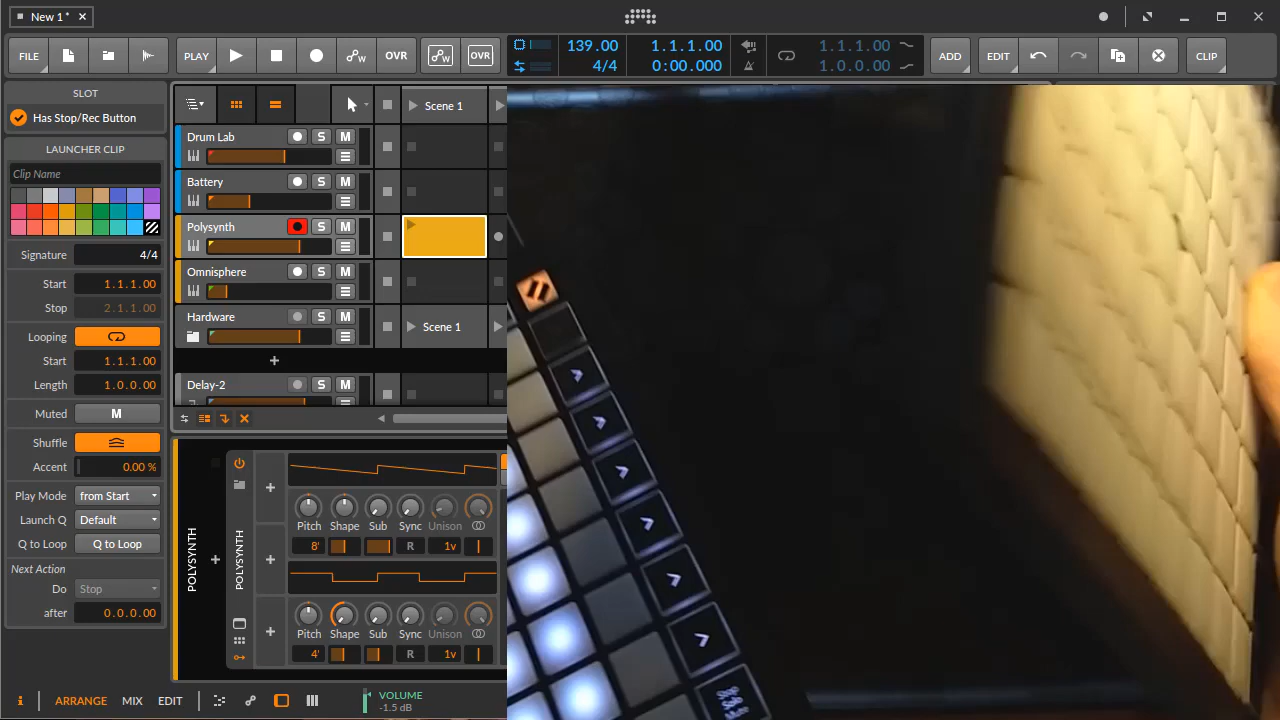 New 1*
FILE
PLAY
OVR
OVR
139.00
4/4
1.1.1.00
0:00.000
1.1.1.00
1.0.0.00
ADD
EDIT
CLIP
SLOT
Has Stop/Rec Button
LAUNCHER CLIP
Clip Name
Signature 4/4
Start 1.1.1.00
Stop 2.1.1.00
Looping
Start 1.1.1.00
Length 1.0.0.00
Muted M
Shuffle
Accent 0.00 %
Play Mode from Start
Launch Q Default
Q to Loop Q to Loop
Next Action
Do Stop
after 0.0.0.00
Scene 1
Drum Lab S M
Battery S M
Polysynth S M
Omnisphere S M
Hardware S M Scene 1
Delay-2 S M
POLYSYNTH
POLYSYNTH
Pitch Shape Sub Sync Unison
8' R 1v
Pitch Shape Sub Sync Unison
4' R 1v
i ARRANGE MIX EDIT
VOLUME
-1.5 dB